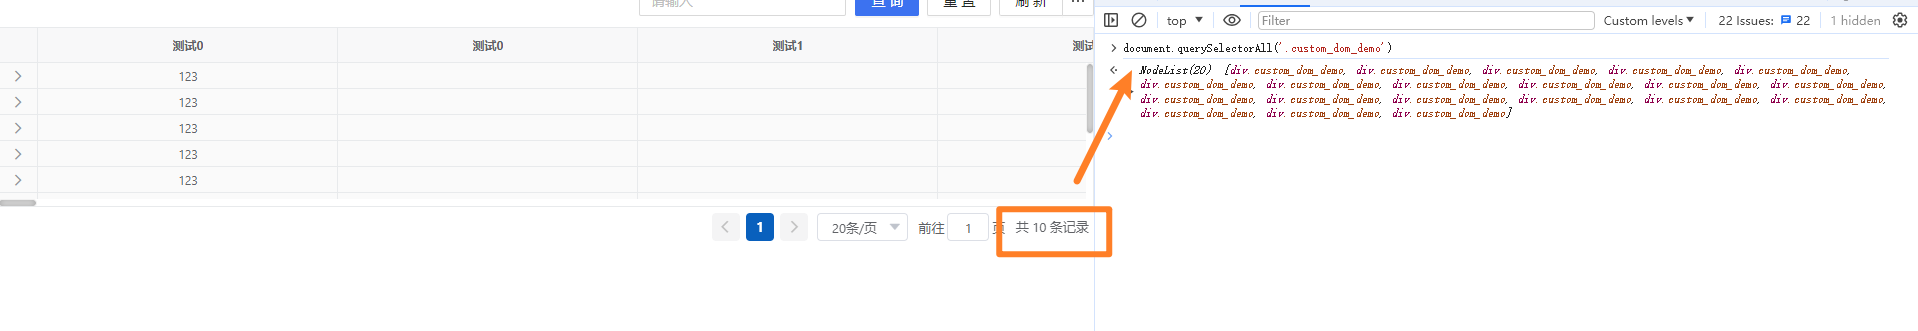 请输入 查 询 重 置 刷 新 ...
测试0 测试0 测试1 测试
123
123
123
123
123
1 20条/页 前往 1 页 共 10 条记录
top Filter Custom levels 22 Issues: 22 1 hidden
document.querySelectorAll('.custom_dom_demo')
NodeList(20) [div.custom_dom_demo, div.custom_dom_demo, div.custom_dom_demo, div.custom_dom_demo, div.custom_dom_demo,
div.custom_dom_demo, div.custom_dom_demo, div.custom_dom_demo, div.custom_dom_demo, div.custom_dom_demo, div.custom_dom_demo,
div.custom_dom_demo, div.custom_dom_demo, div.custom_dom_demo, div.custom_dom_demo, div.custom_dom_demo, div.custom_dom_demo,
div.custom_dom_demo, div.custom_dom_demo, div.custom_dom_demo]